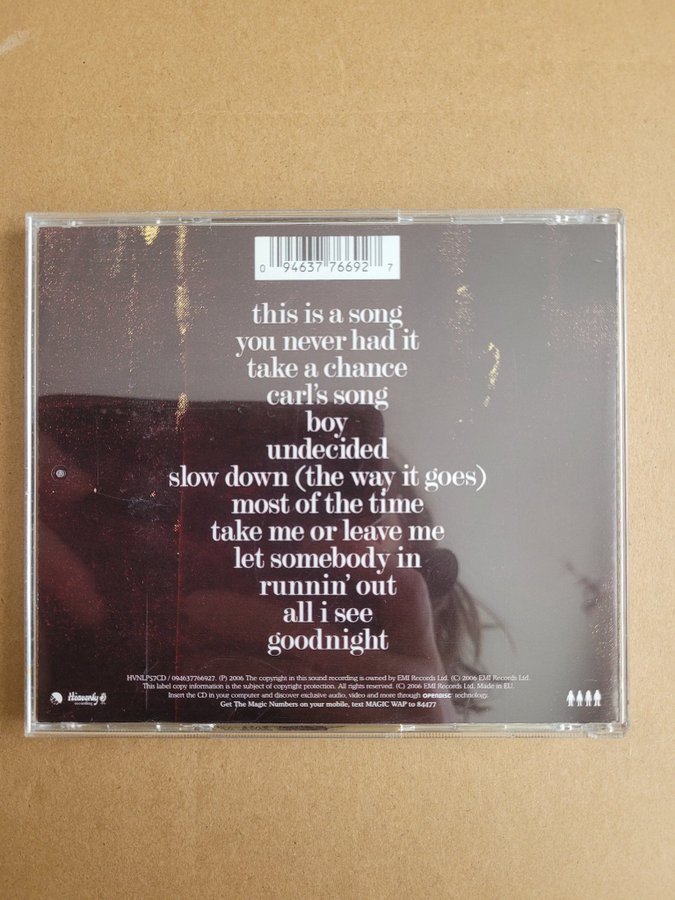 0 94637 76692 7
this is a song
you never had it
take a chance
carl's song
boy
undecided
slow down (the way it goes)
most of the time
take me or leave me
let somebody in
runnin' out
all i see
goodnight
HVNLP57CD / 094637766927. (P) 2006 The copyright in this sound recording is owned by EMI Records Ltd. (C) 2006 EMI Records Ltd.
This label copy information is the subject of copyright protection. All rights reserved. (C) 2006 EMI Records Ltd. Made in EU.
Insert the CD in your computer and discover exclusive audio, video and more through OPENDISC technology.
Get The Magic Numbers on your mobile, text MAGIC WAP to 84477
Heavenly
recording